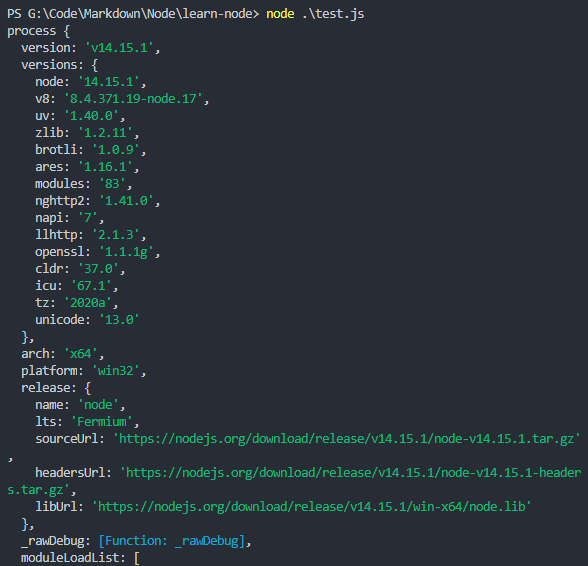 PS G:\Code\Markdown\Node\learn-node> node .\test.js
process {
  version: 'v14.15.1',
  versions: {
    node: '14.15.1',
    v8: '8.4.371.19-node.17',
    uv: '1.40.0',
    zlib: '1.2.11',
    brotli: '1.0.9',
    ares: '1.16.1',
    modules: '83',
    nghttp2: '1.41.0',
    napi: '7',
    llhttp: '2.1.3',
    openssl: '1.1.1g',
    cldr: '37.0',
    icu: '67.1',
    tz: '2020a',
    unicode: '13.0'
  },
  arch: 'x64',
  platform: 'win32',
  release: {
    name: 'node',
    lts: 'Fermium',
    sourceUrl: 'https://nodejs.org/download/release/v14.15.1/node-v14.15.1.tar.gz'
,
    headersUrl: 'https://nodejs.org/download/release/v14.15.1/node-v14.15.1-header
s.tar.gz',
    libUrl: 'https://nodejs.org/download/release/v14.15.1/win-x64/node.lib'
  },
  _rawDebug: [Function: _rawDebug],
  moduleLoadList: [